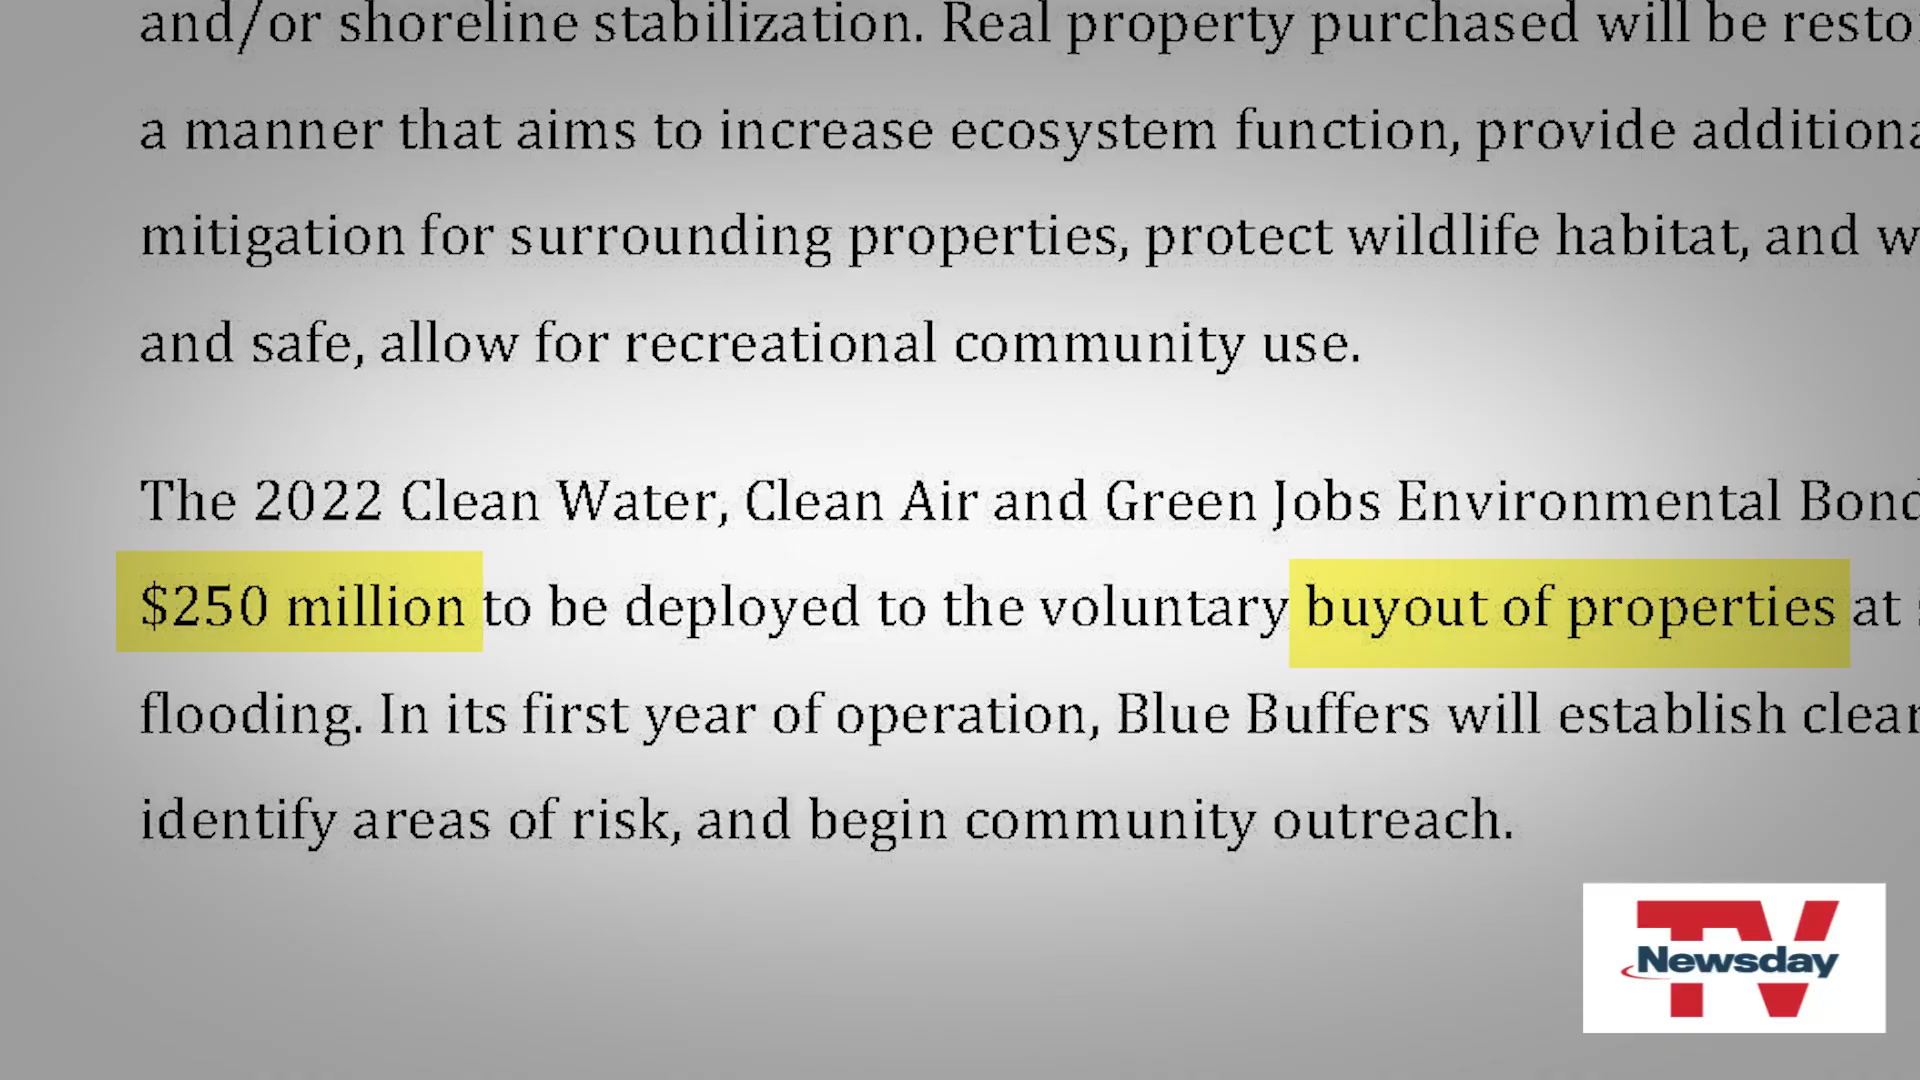 and/or shoreline stabilization. Real property purchased will be
a manner that aims to increase ecosystem function, provide
mitigation for surrounding properties, protect wildlife habitat, and
and safe, allow for recreational community use.
The 2022 Clean Water, Clean Air and Green Jobs Environmental Bond
$250 million to be deployed to the voluntary buyout of properties at
flooding. In its first year of operation, Blue Buffers will establish
identify areas of risk, and begin community outreach.
TV
Newsday